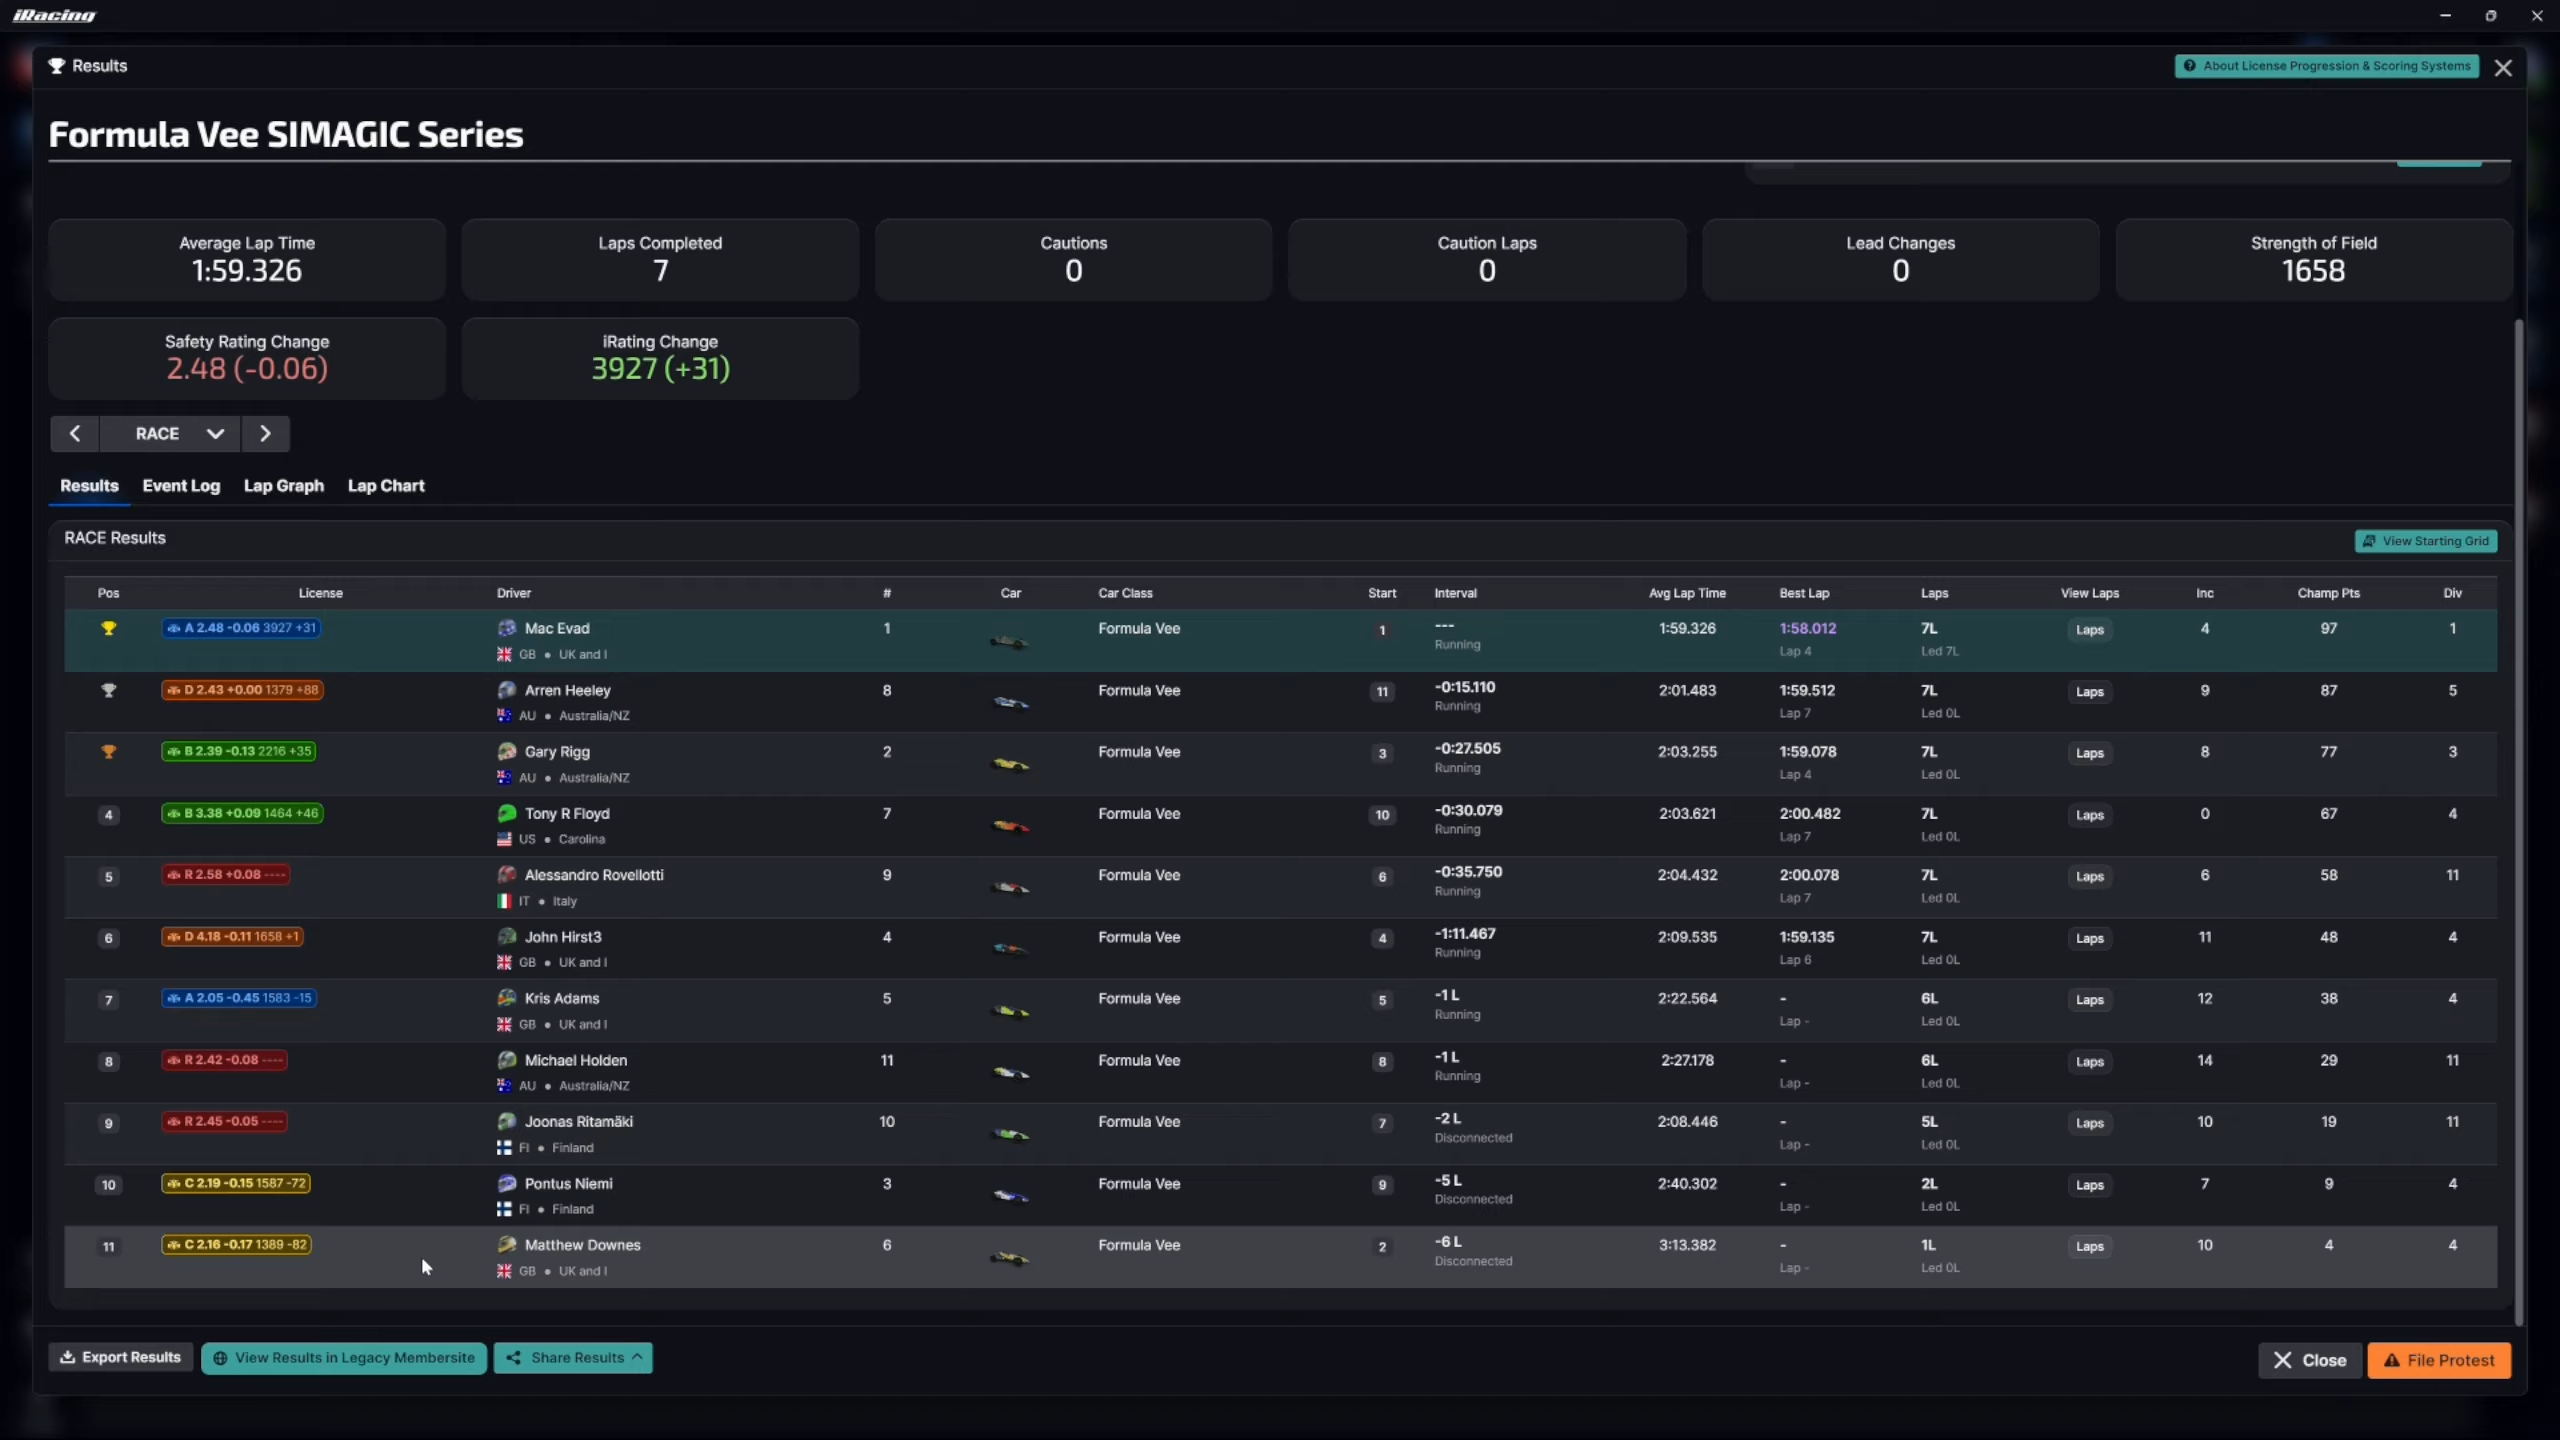 iRacing
Results
About License Progression & Scoring Systems
Formula Vee SIMAGIC Series
Average Lap Time
1:59.326
Laps Completed
7
Cautions
0
Caution Laps
0
Lead Changes
0
Strength of Field
1658
Safety Rating Change
2.48 (-0.06)
iRating Change
3927 (+31)
RACE
Results Event Log Lap Graph Lap Chart
RACE Results
View Starting Grid
Pos License Driver # Car Car Class Start Interval Avg Lap Time Best Lap Laps View Laps Inc Champ Pts Div
A 2.48 -0.06 3927 +31 Mac Evad 1 Formula Vee 1 --- 1:59.326 1:58.012 7L Laps 4 97 1
GB • UK and I Running Lap 4 Led 7L
D 2.43 +0.00 1379 +88 Arren Heeley 8 Formula Vee 11 -0:15.110 2:01.483 1:59.512 7L Laps 9 87 5
AU • Australia/NZ Running Lap 7 Led 0L
B 2.39 -0.13 2216 +35 Gary Rigg 2 Formula Vee 3 -0:27.505 2:03.255 1:59.078 7L Laps 8 77 3
AU • Australia/NZ Running Lap 4 Led 0L
4 B 3.38 +0.09 1464 +46 Tony R Floyd 7 Formula Vee 10 -0:30.079 2:03.621 2:00.482 7L Laps 0 67 4
US • Carolina Running Lap 7 Led 0L
5 R 2.58 +0.08 ---- Alessandro Rovellotti 9 Formula Vee 6 -0:35.750 2:04.432 2:00.078 7L Laps 6 58 11
IT • Italy Running Lap 7 Led 0L
6 D 4.18 -0.11 1658 +1 John Hirst3 4 Formula Vee 4 -1:11.467 2:09.535 1:59.135 7L Laps 11 48 4
GB • UK and I Running Lap 6 Led 0L
7 A 2.05 -0.45 1583 -15 Kris Adams 5 Formula Vee 5 -1 L 2:22.564 - 6L Laps 12 38 4
GB • UK and I Running Lap - Led 0L
8 R 2.42 -0.08 ---- Michael Holden 11 Formula Vee 8 -1 L 2:27.178 - 6L Laps 14 29 11
AU • Australia/NZ Running Lap - Led 0L
9 R 2.45 -0.05 ---- Joonas Ritamäki 10 Formula Vee 7 -2 L 2:08.446 - 5L Laps 10 19 11
FI • Finland Disconnected Lap - Led 0L
10 C 2.19 -0.15 1587 -72 Pontus Niemi 3 Formula Vee 9 -5 L 2:40.302 - 2L Laps 7 9 4
FI • Finland Disconnected Lap - Led 0L
11 C 2.16 -0.17 1389 -82 Matthew Downes 6 Formula Vee 2 -6 L 3:13.382 - 1L Laps 10 4 4
GB • UK and I Disconnected Lap - Led 0L
Export Results View Results in Legacy Membersite Share Results Close File Protest